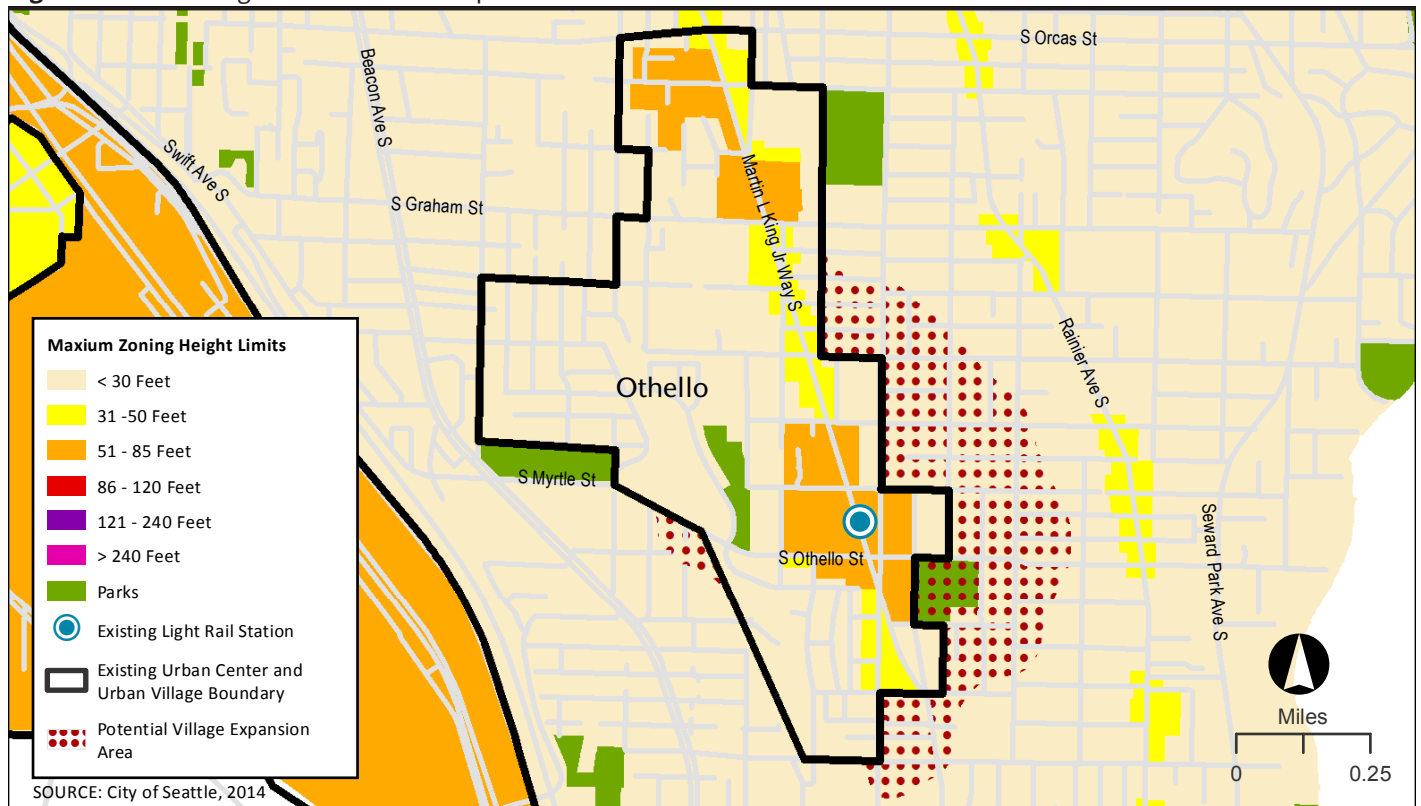 S Orcas St
Beacon Ave S
Swift Ave S
S Graham St
Martin L King Jr Way S
Rainier Ave S
Othello
S Myrtle St
S Othello St
Seward Park Ave S
Maxium Zoning Height Limits
< 30 Feet
31 -50 Feet
51 - 85 Feet
86 - 120 Feet
121 - 240 Feet
> 240 Feet
Parks
Existing Light Rail Station
Existing Urban Center and
Urban Village Boundary
Potential Village Expansion
Area
SOURCE: City of Seattle, 2014
Miles
0 0.25